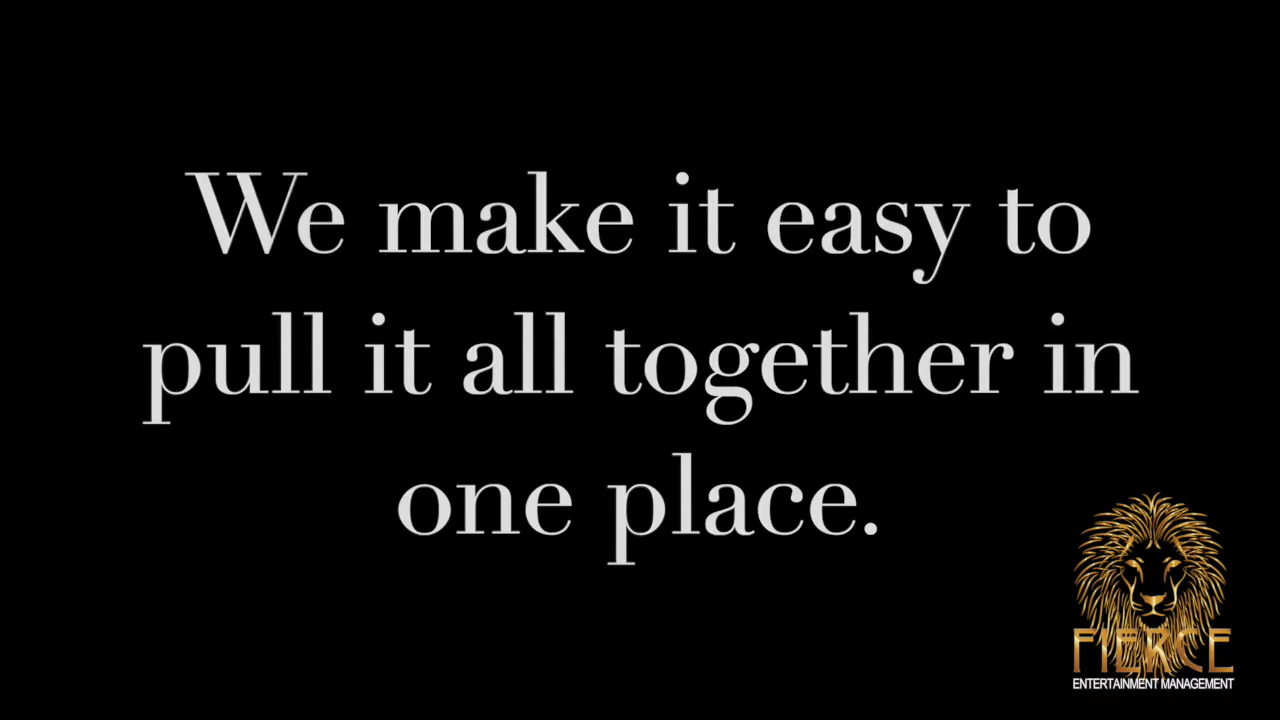 We make it easy to
pull it all together in
one place.
FIERCE
ENTERTAINMENT MANAGEMENT